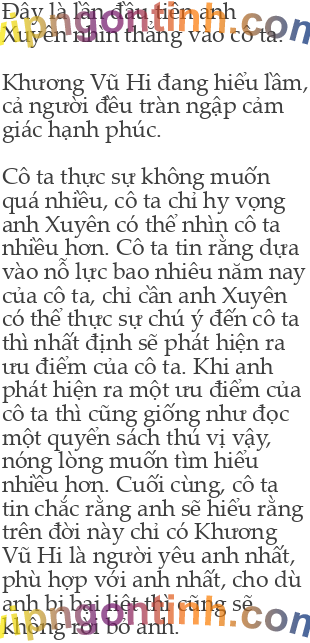 Đây là lần đầu tiên anh
Xuyên nhìn thẳng vào cô ta.
Khương Vũ Hi đang hiểu lầm,
cả người đều tràn ngập cảm
giác hạnh phúc.
Cô ta thực sự không muốn
quá nhiều, cô ta chỉ hy vọng
anh Xuyên có thể nhìn cô ta
nhiều hơn. Cô ta tin rằng dựa
vào nỗ lực bao nhiêu năm nay
của cô ta, chỉ cần anh Xuyên
có thể thực sự chú ý đến cô ta
thì nhất định sẽ phát hiện ra
ưu điểm của cô ta. Khi anh
phát hiện ra một ưu điểm của
cô ta thì cũng giống như đọc
một quyển sách thú vị vậy,
nóng lòng muốn tìm hiểu
nhiều hơn. Cuối cùng, cô ta
tin chắc rằng anh sẽ hiểu rằng
trên đời này chỉ có Khương
Vũ Hi là người yêu anh nhất,
phù hợp với anh nhất, cho dù
anh bị bại liệt thì cũng sẽ
không rời bỏ anh.